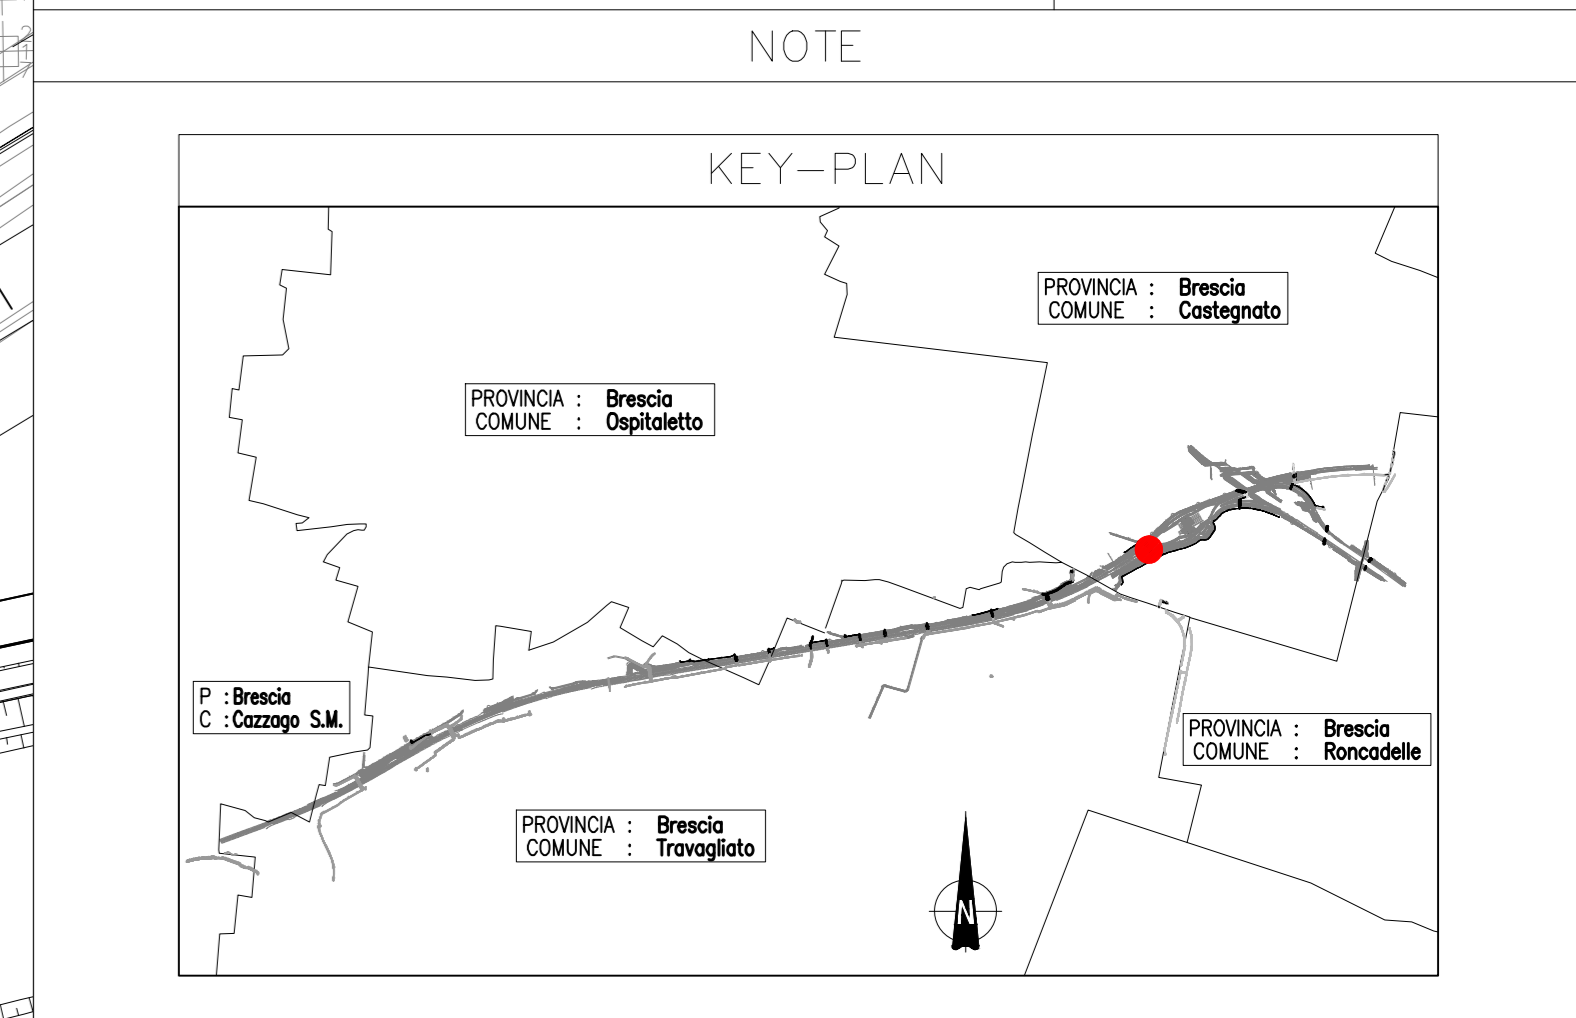 NOTE
KEY-PLAN
PROVINCIA : Brescia
COMUNE : Castegnato
PROVINCIA : Brescia
COMUNE : Ospitaletto
P : Brescia
C : Cazzago S.M.
PROVINCIA : Brescia
COMUNE : Roncadelle
PROVINCIA : Brescia
COMUNE : Travagliato
N